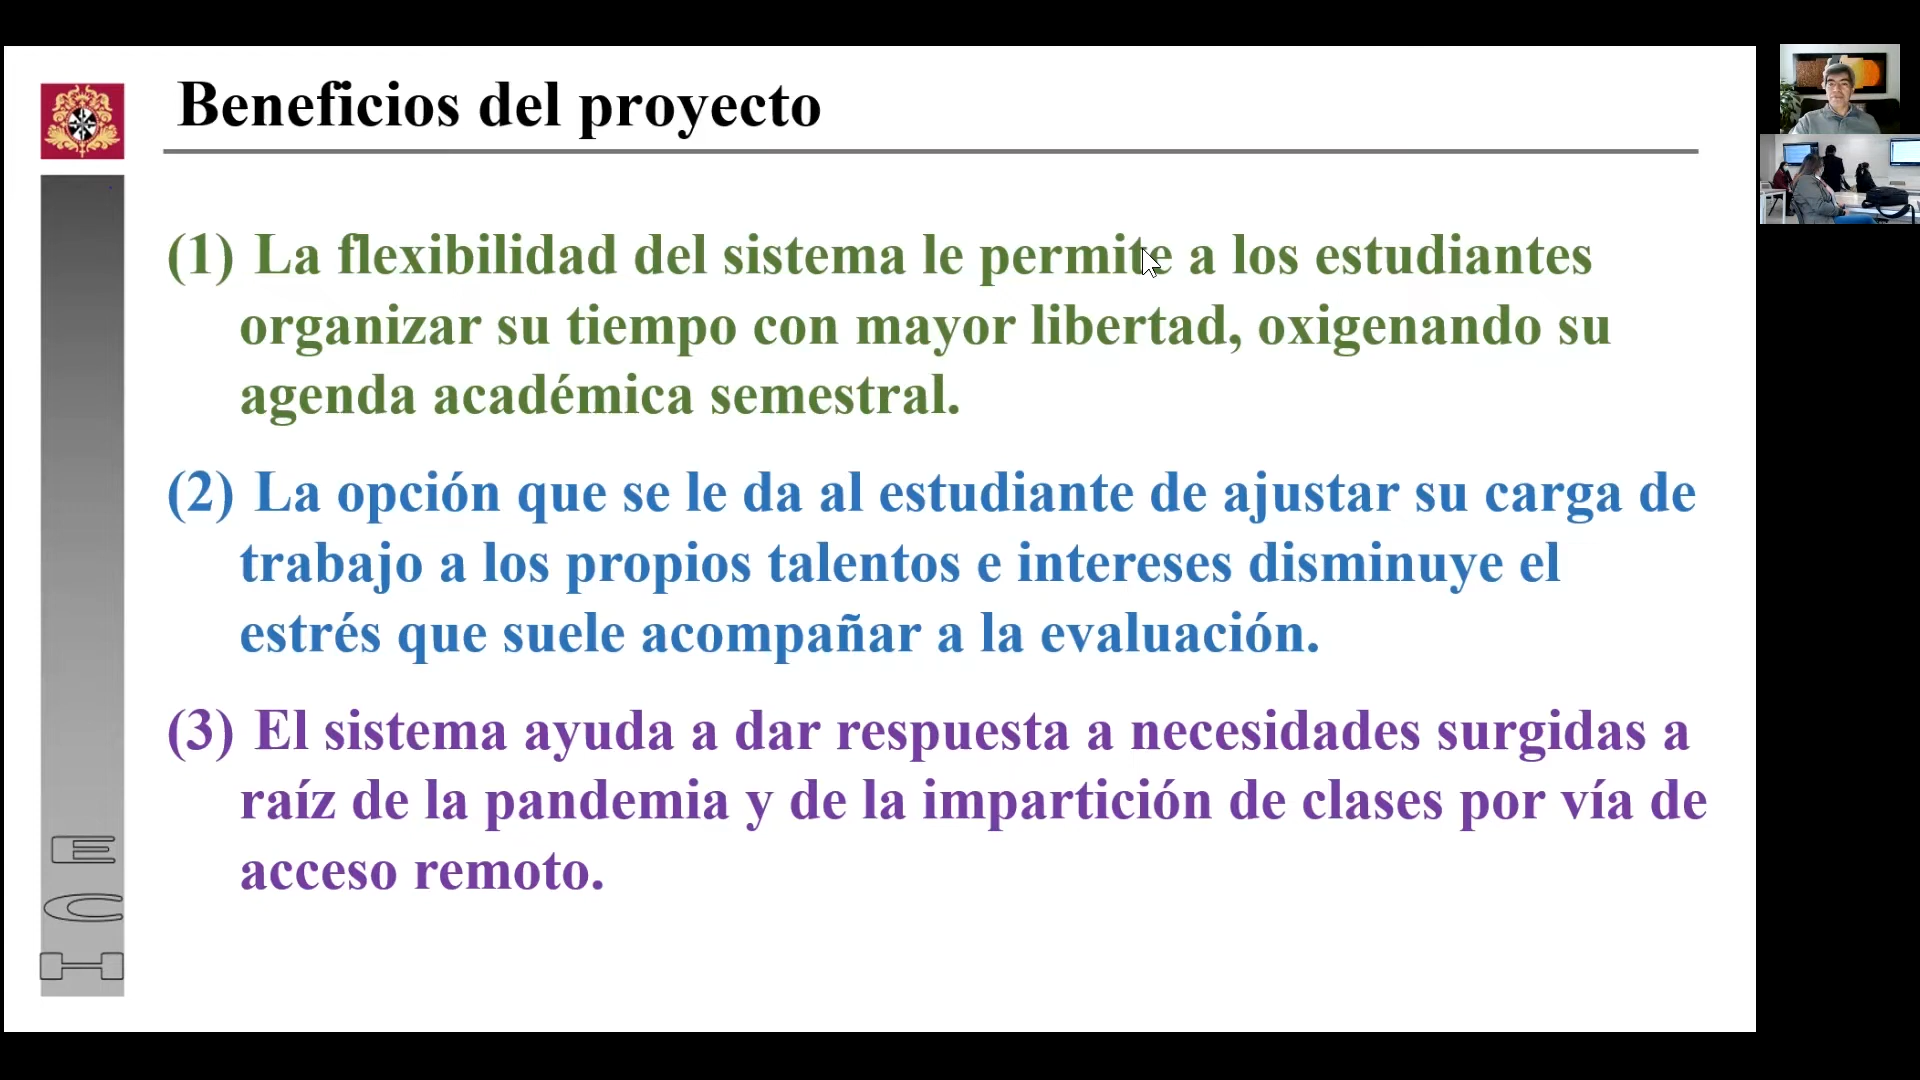 Beneficios del proyecto
(1) La flexibilidad del sistema le permite a los estudiantes
organizar su tiempo con mayor libertad, oxigenando su
agenda académica semestral.
(2) La opción que se le da al estudiante de ajustar su carga de
trabajo a los propios talentos e intereses disminuye el
estrés que suele acompañar a la evaluación.
(3) El sistema ayuda a dar respuesta a necesidades surgidas a
raíz de la pandemia y de la impartición de clases por vía de
acceso remoto.
E
C
H